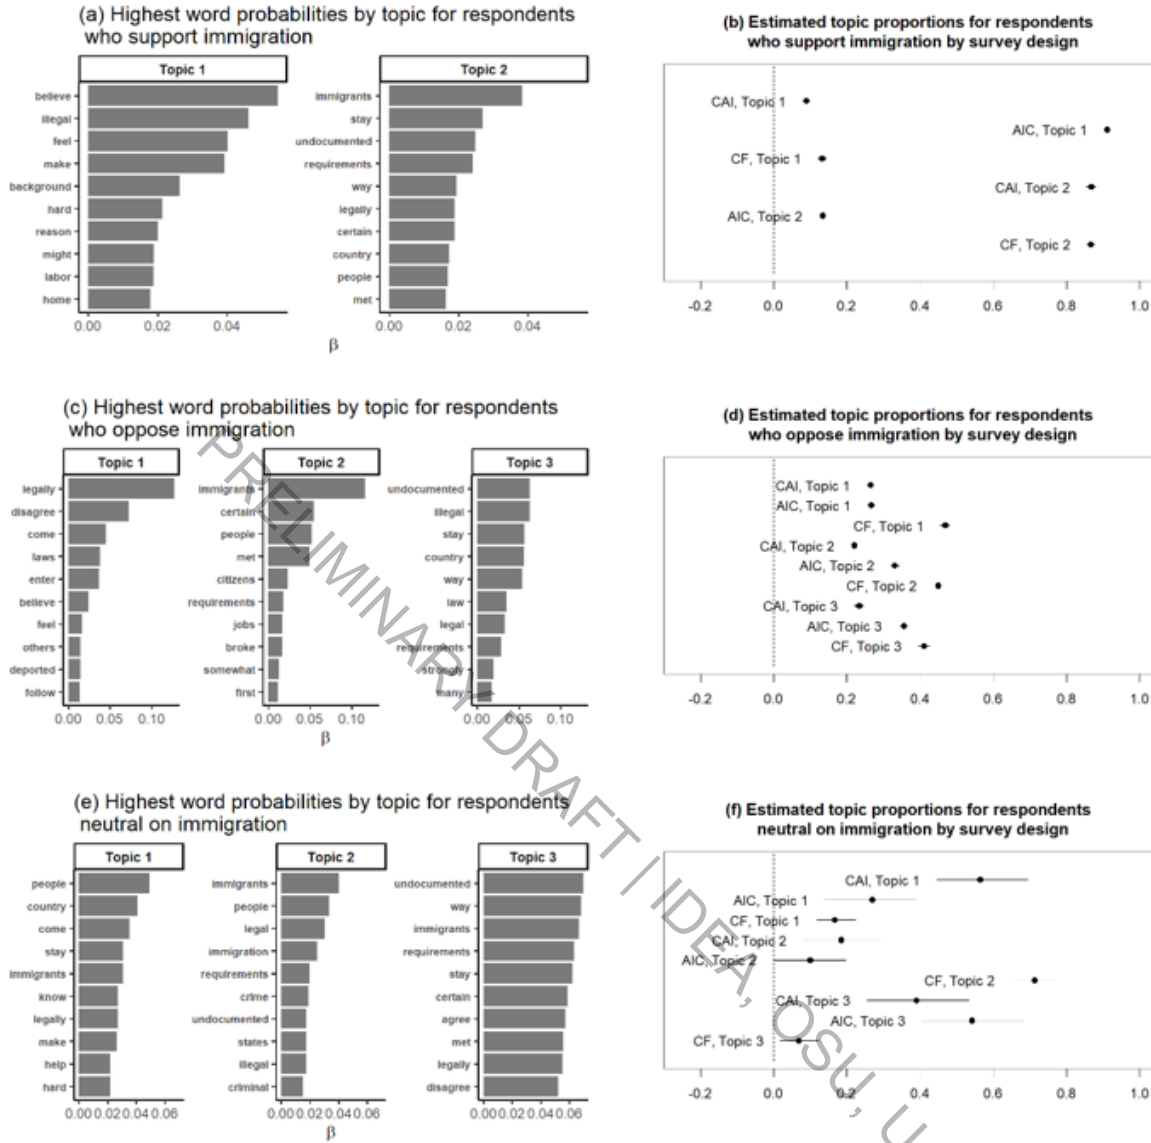 (a) Highest word probabilities by topic for respondents
who support immigration
Topic 1
believe
illegal
feel
make
background
hard
reason
might
labor
home
0.00 0.02 0.04
Topic 2
immigrants
stay
undocumented
requirements
way
legally
certain
country
people
met
0.00 0.02 0.04
β
(b) Estimated topic proportions for respondents
who support immigration by survey design
CAI, Topic 1
AIC, Topic 1
CF, Topic 1
CAI, Topic 2
AIC, Topic 2
CF, Topic 2
-0.2 0.0 0.2 0.4 0.6 0.8 1.0
(c) Highest word probabilities by topic for respondents
who oppose immigration
Topic 1
legally
disagree
come
laws
enter
believe
feel
others
deported
follow
0.00 0.05 0.10
Topic 2
immigrants
certain
people
met
citizens
requirements
jobs
broke
somewhat
first
0.00 0.05 0.10
Topic 3
undocumented
illegal
stay
country
way
law
legal
requirements
strongly
many
0.00 0.05 0.10
β
(d) Estimated topic proportions for respondents
who oppose immigration by survey design
CAI, Topic 1
AIC, Topic 1
CF, Topic 1
CAI, Topic 2
AIC, Topic 2
CF, Topic 2
CAI, Topic 3
AIC, Topic 3
CF, Topic 3
-0.2 0.0 0.2 0.4 0.6 0.8 1.0
(e) Highest word probabilities by topic for respondents
neutral on immigration
Topic 1
people
country
come
stay
immigrants
know
legally
make
help
hard
0.00 0.02 0.04 0.06
Topic 2
immigrants
people
legal
immigration
requirements
crime
undocumented
states
illegal
criminal
0.00 0.02 0.04 0.06
Topic 3
undocumented
way
immigrants
requirements
stay
certain
agree
met
legally
disagree
0.00 0.02 0.04 0.06
β
(f) Estimated topic proportions for respondents
neutral on immigration by survey design
CAI, Topic 1
AIC, Topic 1
CF, Topic 1
CAI, Topic 2
AIC, Topic 2
CF, Topic 2
CAI, Topic 3
AIC, Topic 3
CF, Topic 3
-0.2 0.0 0.2 0.4 0.6 0.8 1.0
PRELIMINARY DRAFT | IDEA, OSU, U